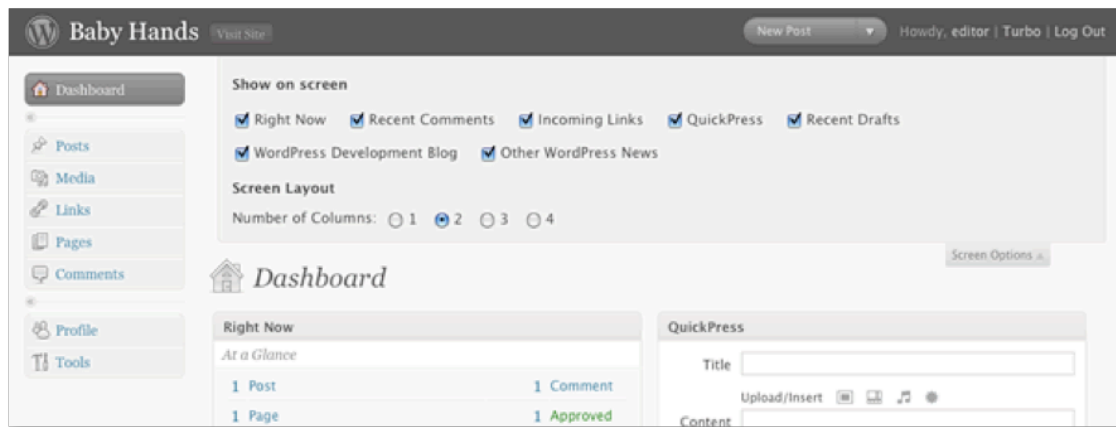 Baby Hands Visit Site New Post Howdy, editor | Turbo | Log Out
Dashboard
Posts
Media
Links
Pages
Comments
Profile
Tools
Show on screen
Right Now Recent Comments Incoming Links QuickPress Recent Drafts
WordPress Development Blog Other WordPress News
Screen Layout
Number of Columns: 1 2 3 4
Screen Options
Dashboard
Right Now
At a Glance
1 Post 1 Comment
1 Page 1 Approved
QuickPress
Title
Upload/Insert
Content